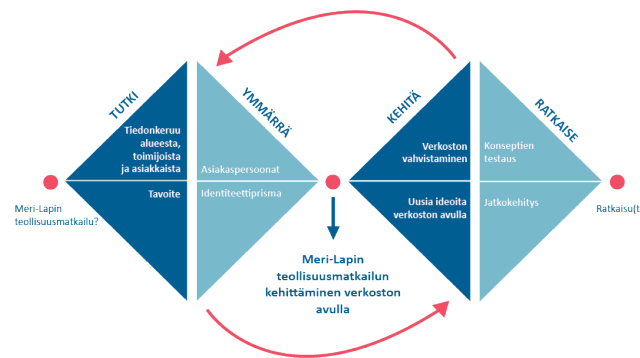 TUTKI
YMMÄRRÄ
KEHITÄ
RATKAISE
Tiedonkeruu
alueesta,
toimijoista
ja asiakkaista
Asiakaspersoonat
Tavoite
Identiteettiprisma
Verkoston
vahvistaminen
Konseptien
testaus
Uusia ideoita
verkoston avulla
Jatkokehitys
Meri-Lapin
teollisuusmatkailu?
Meri-Lapin
teollisuusmatkailun
kehittäminen verkoston
avulla
Ratkaisu(t